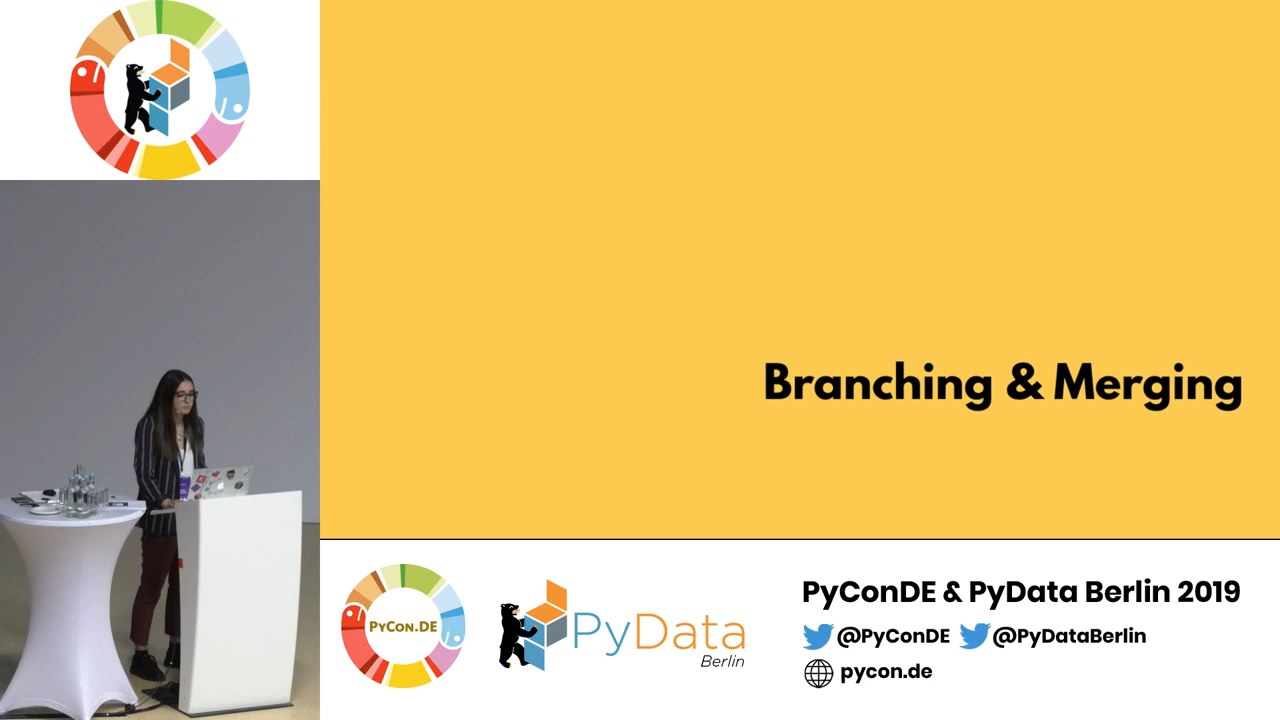 Branching & Merging
PyCon.DE
PyData
Berlin
PyConDE & PyData Berlin 2019
@PyConDE @PyDataBerlin
pycon.de